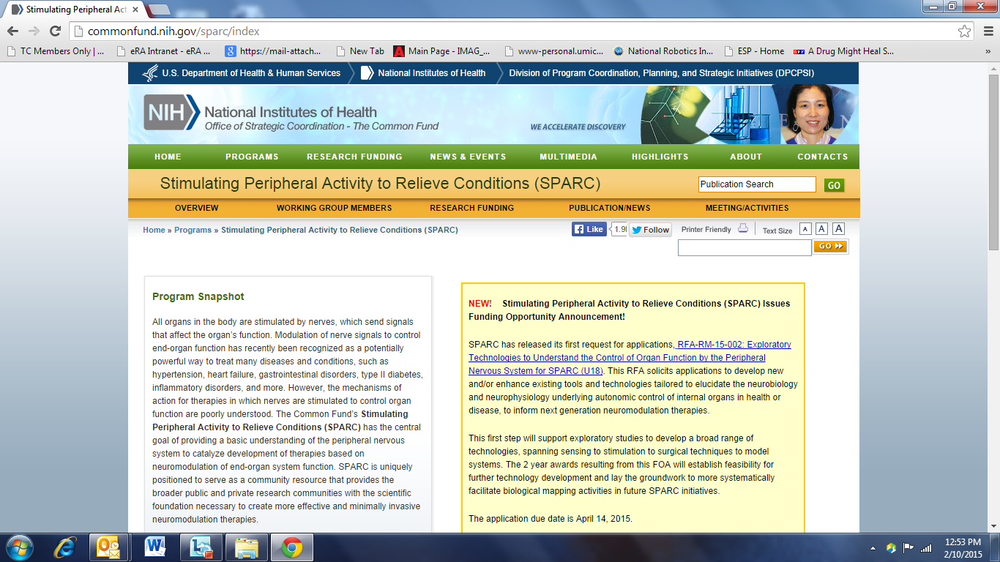 Stimulating Peripheral Act
commonfund.nih.gov/sparc/index
TC Members Only | ...
eRA Intranet - eRA ...
https://mail-attach...
New Tab
Main Page - IMAG_...
www-personal.umic...
National Robotics In...
ESP - Home
A Drug Might Heal S...
»
U.S. Department of Health & Human Services
National Institutes of Health
Division of Program Coordination, Planning, and Strategic Initiatives (DPCPSI)
NIH
National Institutes of Health
Office of Strategic Coordination - The Common Fund
WE ACCELERATE DISCOVERY
HOME
PROGRAMS
RESEARCH FUNDING
NEWS & EVENTS
MULTIMEDIA
HIGHLIGHTS
ABOUT
CONTACTS
Stimulating Peripheral Activity to Relieve Conditions (SPARC)
Publication Search
GO
OVERVIEW
WORKING GROUP MEMBERS
RESEARCH FUNDING
PUBLICATION/NEWS
MEETING/ACTIVITIES
Home » Programs » Stimulating Peripheral Activity to Relieve Conditions (SPARC)
Like
Follow
Printer Friendly
Text Size
A A A
GO
Program Snapshot
All organs in the body are stimulated by nerves, which send signals
that affect the organ's function. Modulation of nerve signals to control
end-organ function has recently been recognized as a potentially
powerful way to treat many diseases and conditions, such as
hypertension, heart failure, gastrointestinal disorders, type II diabetes,
inflammatory disorders, and more. However, the mechanisms of
action for therapies in which nerves are stimulated to control organ
function are poorly understood. The Common Fund's Stimulating
Peripheral Activity to Relieve Conditions (SPARC) has the central
goal of providing a basic understanding of the peripheral nervous
system to catalyze development of therapies based on
neuromodulation of end-organ system function. SPARC is uniquely
positioned to serve as a community resource that provides the
broader public and private research communities with the scientific
foundation necessary to create more effective and minimally invasive
neuromodulation therapies.
NEW! Stimulating Peripheral Activity to Relieve Conditions (SPARC) Issues
Funding Opportunity Announcement!
SPARC has released its first request for applications, RFA-RM-15-002: Exploratory
Technologies to Understand the Control of Organ Function by the Peripheral
Nervous System for SPARC (U18). This RFA solicits applications to develop new
and/or enhance existing tools and technologies tailored to elucidate the neurobiology
and neurophysiology underlying autonomic control of internal organs in health or
disease, to inform next generation neuromodulation therapies.
This first step will support exploratory studies to develop a broad range of
technologies, spanning sensing to stimulation to surgical techniques to model
systems. The 2 year awards resulting from this FOA will establish feasibility for
further technology development and lay the groundwork to more systematically
facilitate biological mapping activities in future SPARC initiatives.
The application due date is April 14, 2015.
12:53 PM
2/10/2015